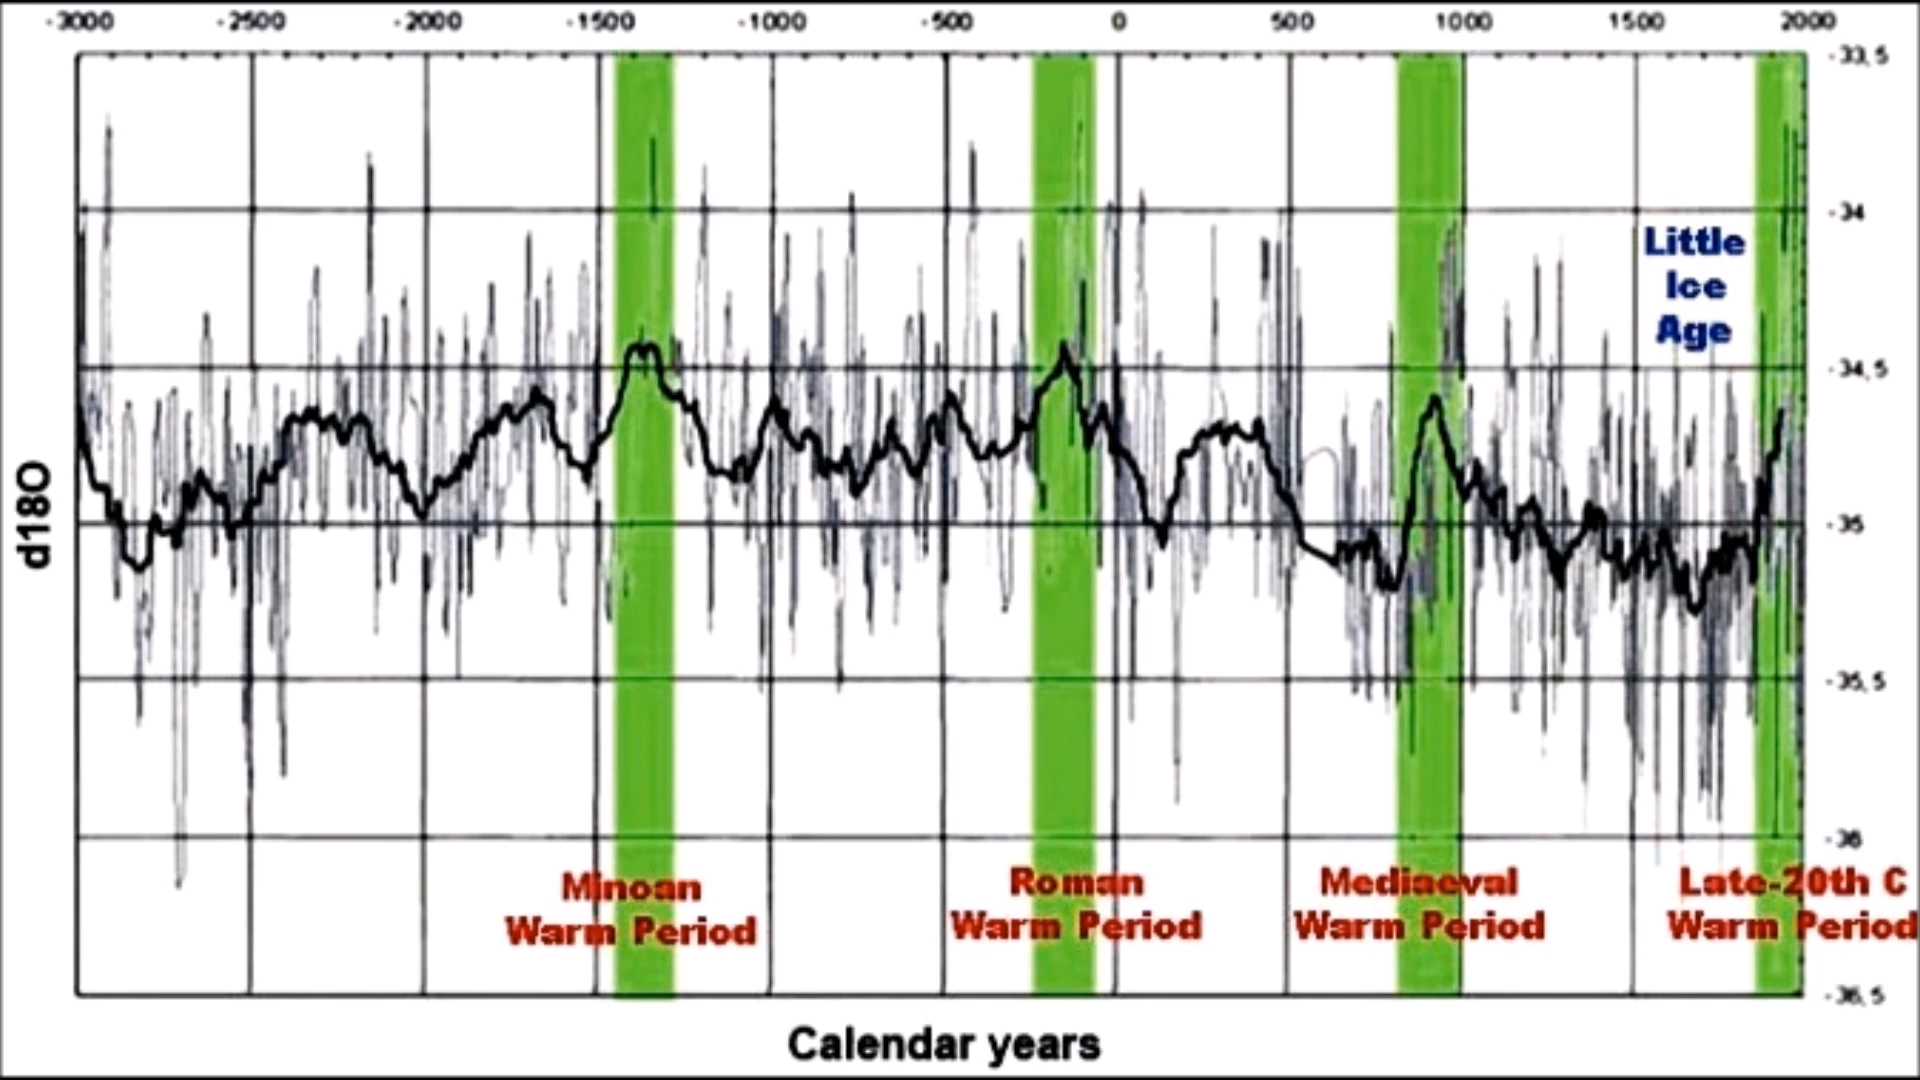 -3000 -2500 -2000 -1500 -1000 -500 0 500 1000 1500 2000
-33,5
-34
-34,5
-35
-35,5
-36
-36,5
d18O
Little
Ice
Age
Minoan
Warm Period
Roman
Warm Period
Mediaeval
Warm Period
Late-20th C
Warm Period
Calendar years